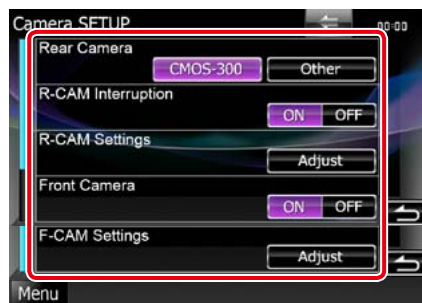 Camera SETUP 00:00
Rear Camera
CMOS-300 Other
R-CAM Interruption
ON OFF
R-CAM Settings
Adjust
Front Camera
ON OFF
F-CAM Settings
Adjust
Menu